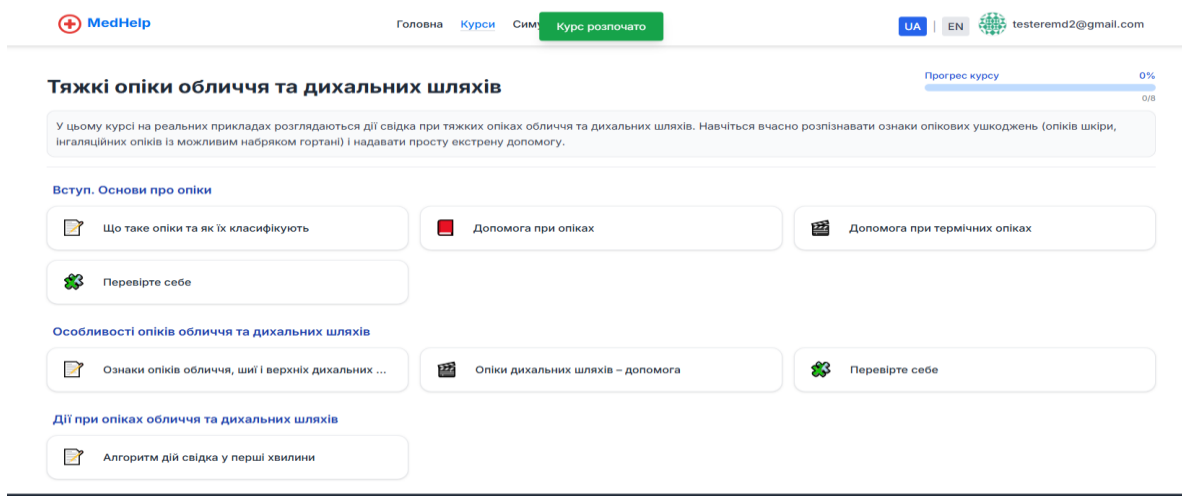 MedHelp
Головна Курси Симу
Курс розпочато
UA | EN testeremd2@gmail.com
Тяжкі опіки обличчя та дихальних шляхів
Прогрес курсу 0%
0/8
У цьому курсі на реальних прикладах розглядаються дії свідка при тяжких опіках обличчя та дихальних шляхів. Навчіться вчасно розпізнавати ознаки опікових ушкоджень (опіків шкіри,
інгаляційних опіків із можливим набряком гортані) і надавати просту екстрену допомогу.
Вступ. Основи про опіки
Що таке опіки та як їх класифікують
Допомога при опіках
Допомога при термічних опіках
Перевірте себе
Особливості опіків обличчя та дихальних шляхів
Ознаки опіків обличчя, шиї і верхніх дихальних ...
Опіки дихальних шляхів – допомога
Перевірте себе
Дії при опіках обличчя та дихальних шляхів
Алгоритм дій свідка у перші хвилини